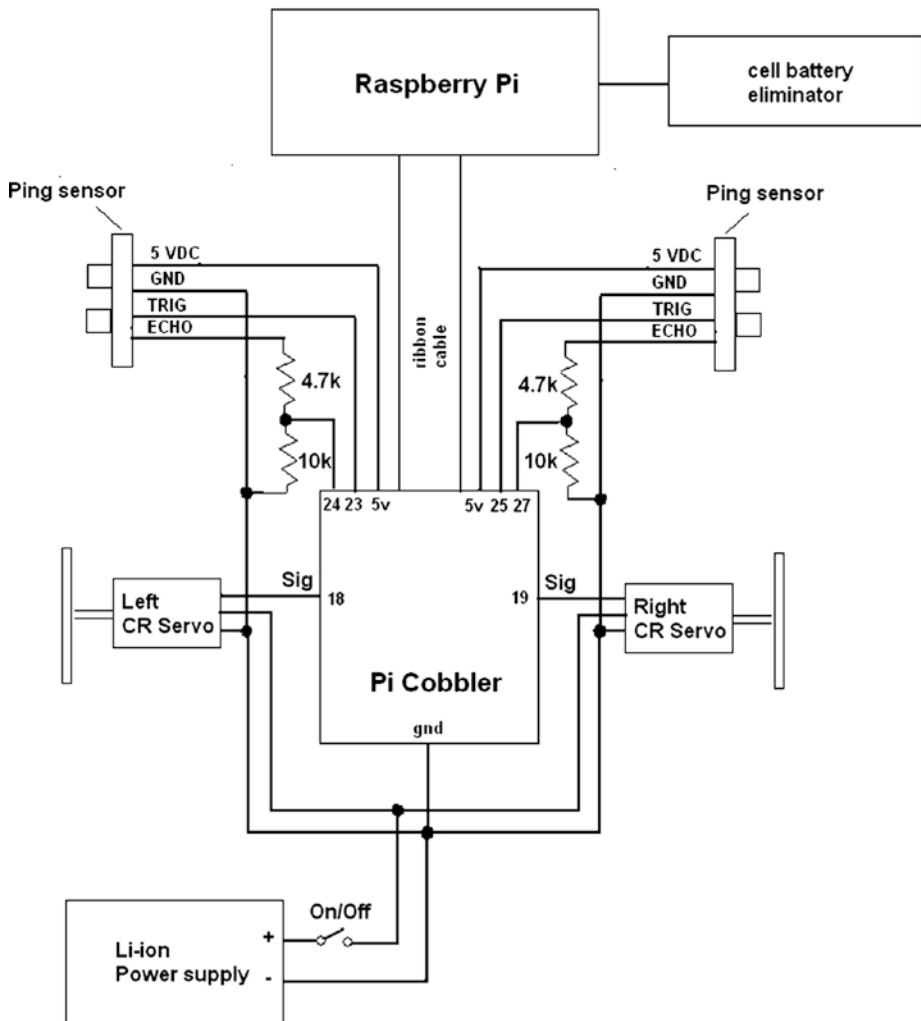 Raspberry Pi
cell battery
eliminator
Ping sensor
Ping sensor
5 VDC
GND
TRIG
ECHO
5 VDC
GND
TRIG
ECHO
ribbon
cable
4.7k
10k
4.7k
10k
24 23 5v
5v 25 27
Left
CR Servo
Sig
18
19
Sig
Right
CR Servo
Pi Cobbler
gnd
On/Off
Li-ion
Power supply
+
-